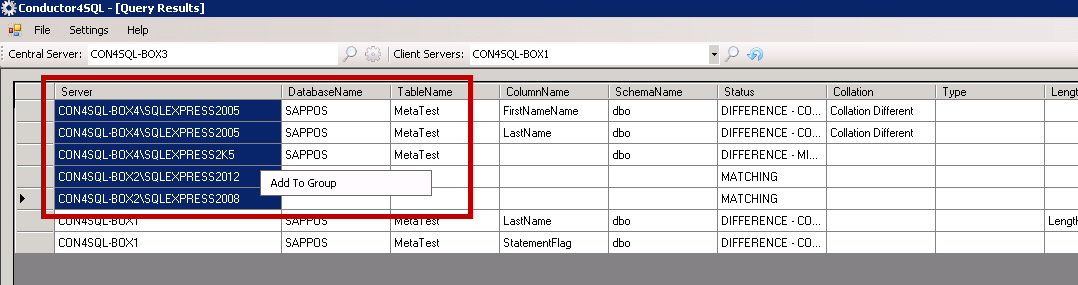 Conductor4SQL - [Query Results]
File Settings Help
Central Server: CON4SQL-BOX3 Client Servers: CON4SQL-BOX1
Server DatabaseName TableName ColumnName SchemaName Status Collation Type Lengt
CON4SQL-BOX4\SQLEXPRESS2005 SAPPOS MetaTest FirstNameName dbo DIFFERENCE - CO... Collation Different
CON4SQL-BOX4\SQLEXPRESS2005 SAPPOS MetaTest LastName dbo DIFFERENCE - CO... Collation Different
CON4SQL-BOX4\SQLEXPRESS2K5 SAPPOS MetaTest dbo DIFFERENCE - MI...
CON4SQL-BOX2\SQLEXPRESS2012 MATCHING
Add To Group
CON4SQL-BOX2\SQLEXPRESS2008 MATCHING
CON4SQL-BOX1 SAPPOS MetaTest LastName dbo DIFFERENCE - CO... Length
CON4SQL-BOX1 SAPPOS MetaTest StatementFlag dbo DIFFERENCE - CO...